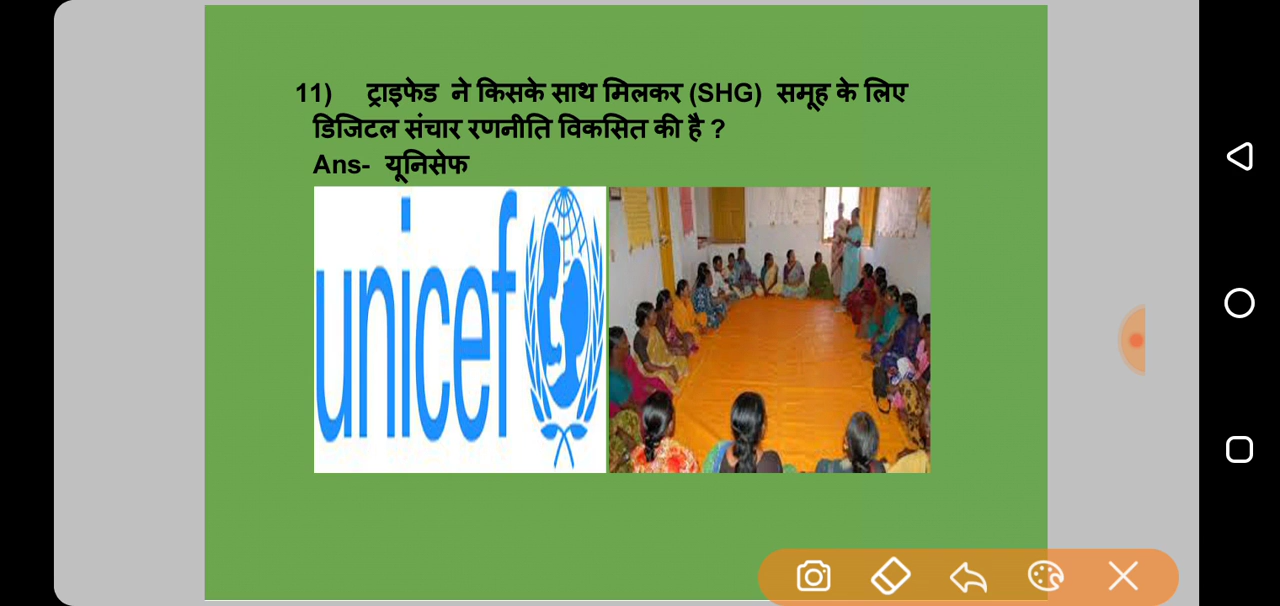 11) ट्राइफेड ने किसके साथ मिलकर (SHG) समूह के लिए
डिजिटल संचार रणनीति विकसित की है ?
Ans- यूनिसेफ
unicef